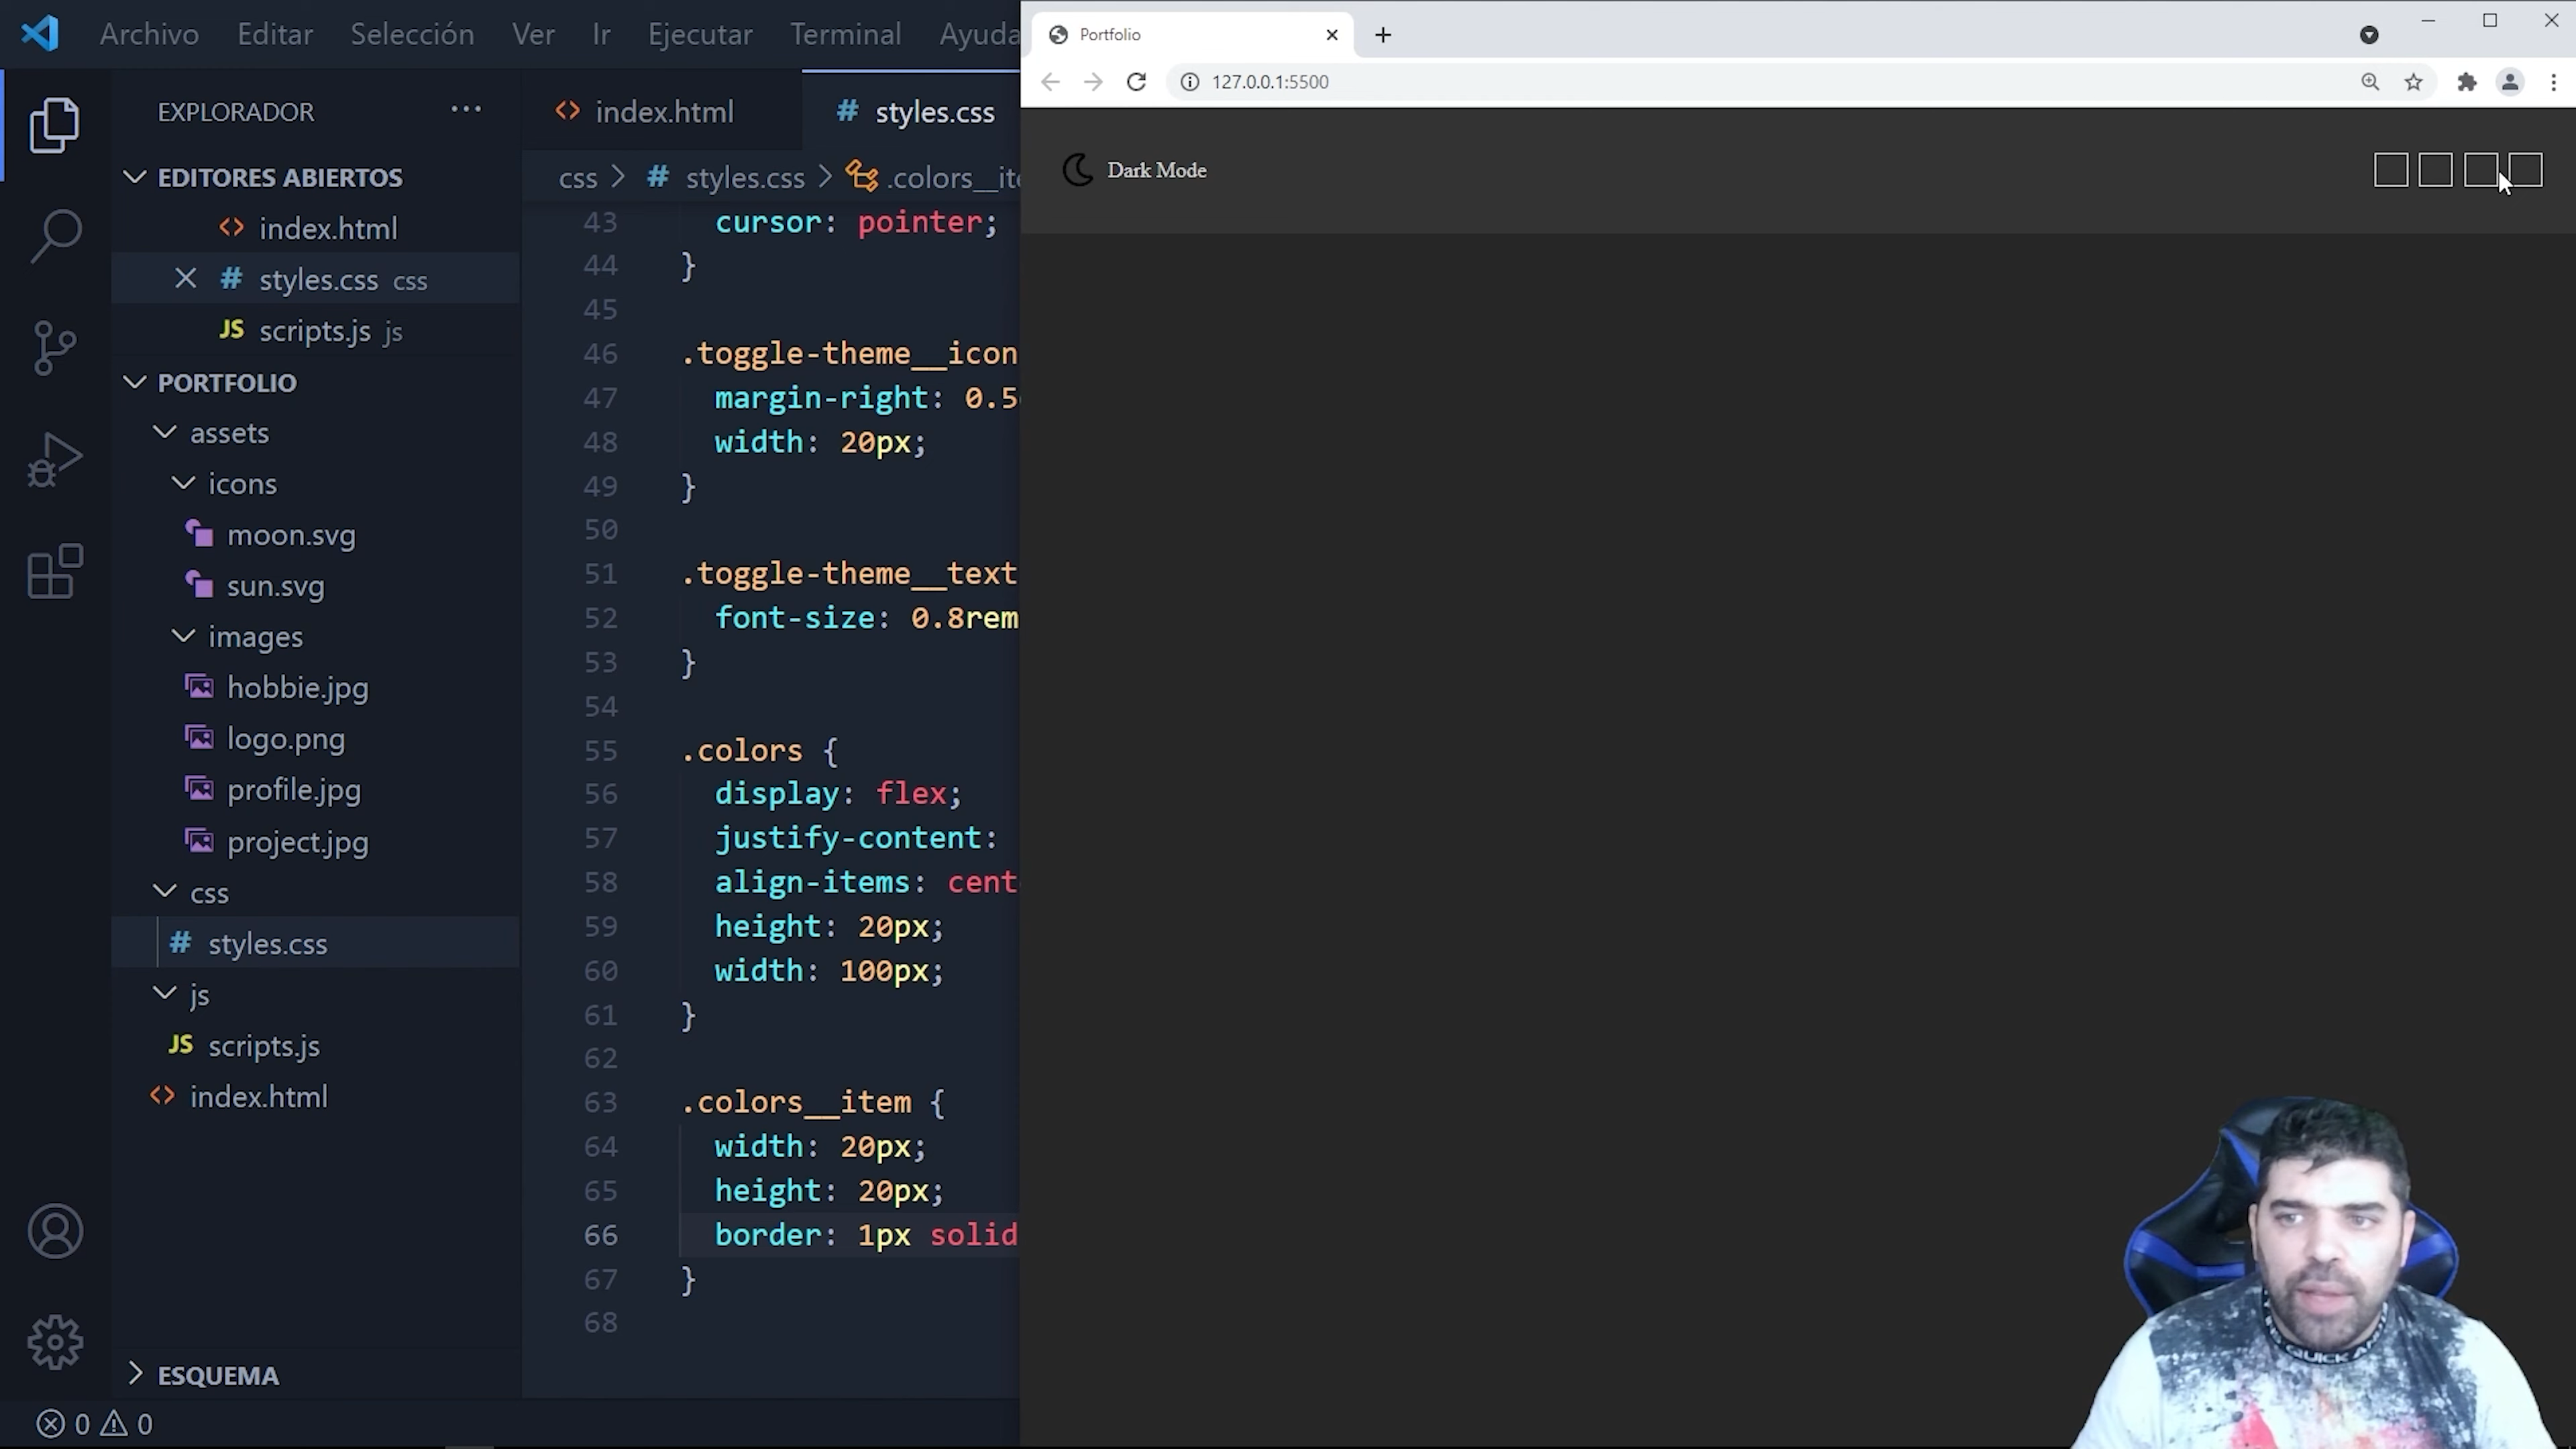 Archivo Editar Selección Ver Ir Ejecutar Terminal Ayuda
EXPLORADOR ...
EDITORES ABIERTOS
<> index.html
# styles.css css
JS scripts.js js
PORTFOLIO
assets
icons
moon.svg
sun.svg
images
hobbie.jpg
logo.png
profile.jpg
project.jpg
css
# styles.css
js
JS scripts.js
<> index.html
ESQUEMA
0 0
<> index.html
# styles.css
css > # styles.css > .colors__ite
43 cursor: pointer;
44 }
45
46 .toggle-theme__icon
47 margin-right: 0.5
48 width: 20px;
49 }
50
51 .toggle-theme__text
52 font-size: 0.8rem
53 }
54
55 .colors {
56 display: flex;
57 justify-content:
58 align-items: cent
59 height: 20px;
60 width: 100px;
61 }
62
63 .colors__item {
64 width: 20px;
65 height: 20px;
66 border: 1px solid
67 }
68
Portfolio
127.0.0.1:5500
Dark Mode
QUICK A